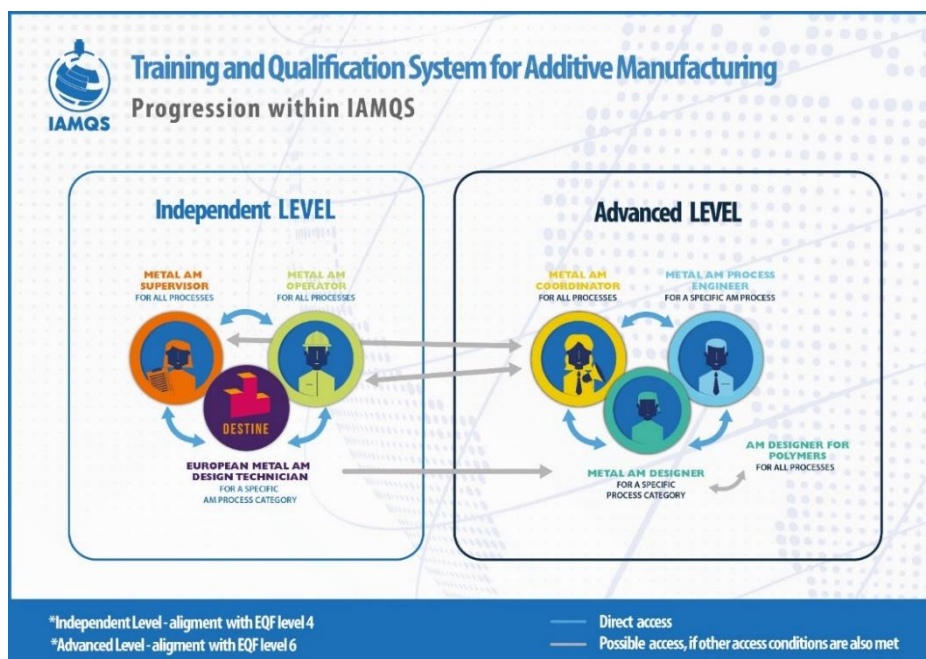 Training and Qualification System for Additive Manufacturing
Progression within IAMQS
IAMQS
Independent LEVEL
METAL AM
SUPERVISOR
FOR ALL PROCESSES
METAL AM
OPERATOR
FOR ALL PROCESSES
DESTINE
EUROPEAN METAL AM
DESIGN TECHNICIAN
FOR A SPECIFIC
AM PROCESS CATEGORY
Advanced LEVEL
METAL AM
COORDINATOR
FOR ALL PROCESSES
METAL AM PROCESS
ENGINEER
FOR A SPECIFIC AM PROCESS
METAL AM DESIGNER
FOR A SPECIFIC
PROCESS CATEGORY
AM DESIGNER FOR
POLYMERS
FOR ALL PROCESSES
*Independent Level - aligment with EQF level 4
*Advanced Level - aligment with EQF level 6
Direct access
Possible access, if other access conditions are also met